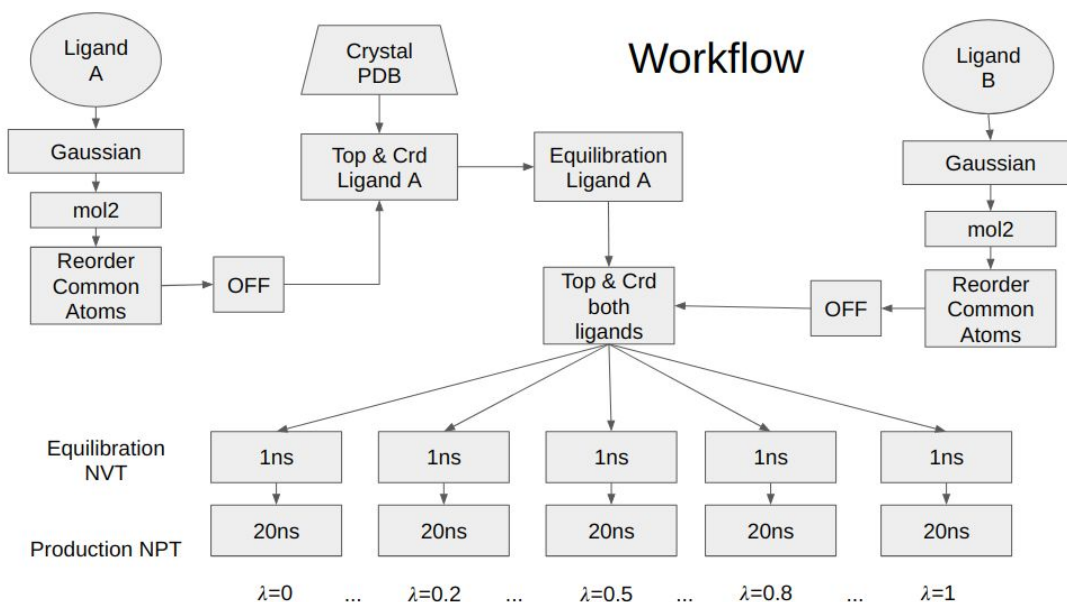 Workflow
Ligand
A
Crystal
PDB
Ligand
B
Gaussian
Top & Crd
Ligand A
Equilibration
Ligand A
Gaussian
mol2
mol2
Reorder
Common
Atoms
OFF
Top & Crd
both
ligands
OFF
Reorder
Common
Atoms
Equilibration
NVT
1ns
1ns
1ns
1ns
1ns
Production NPT
20ns
20ns
20ns
20ns
20ns
λ=0 ... λ=0.2 ... λ=0.5 ... λ=0.8 ... λ=1